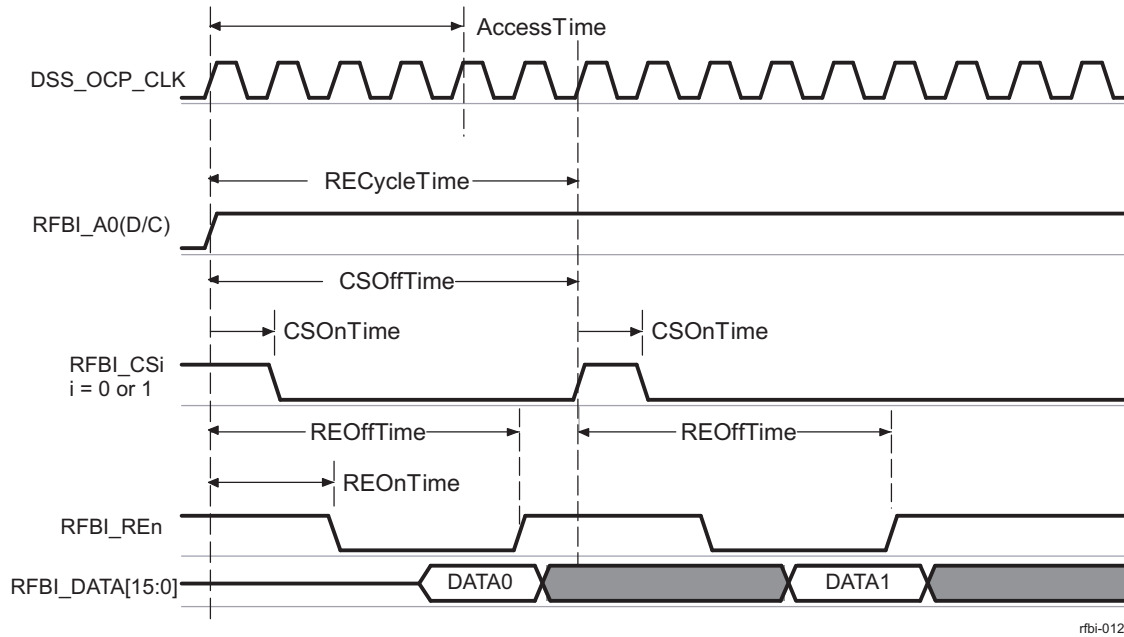 AccessTime
DSS_OCP_CLK
RECycleTime
RFBI_A0(D/C)
CSOffTime
CSOnTime
CSOnTime
RFBI_CSi
i = 0 or 1
REOffTime
REOffTime
REOnTime
RFBI_REn
RFBI_DATA[15:0]
DATA0
DATA1
rfbi-012